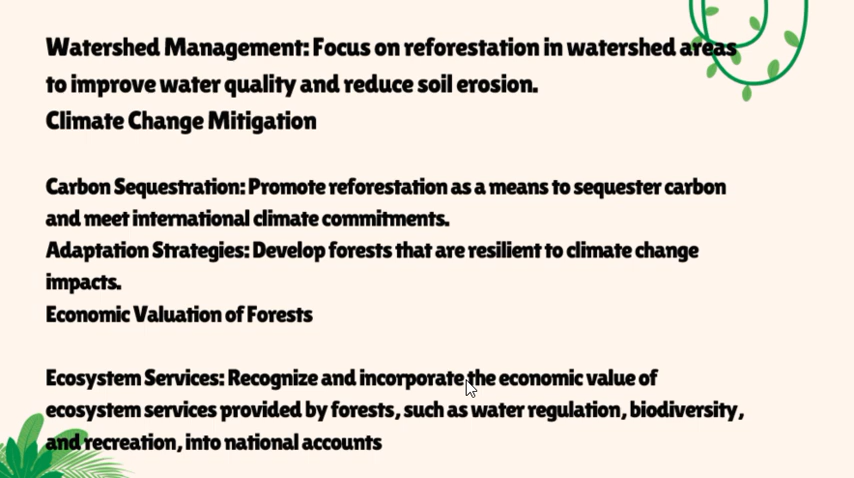 Watershed Management: Focus on reforestation in watershed areas
to improve water quality and reduce soil erosion.
Climate Change Mitigation
Carbon Sequestration: Promote reforestation as a means to sequester carbon
and meet international climate commitments.
Adaptation Strategies: Develop forests that are resilient to climate change
impacts.
Economic Valuation of Forests
Ecosystem Services: Recognize and incorporate the economic value of
ecosystem services provided by forests, such as water regulation, biodiversity,
and recreation, into national accounts